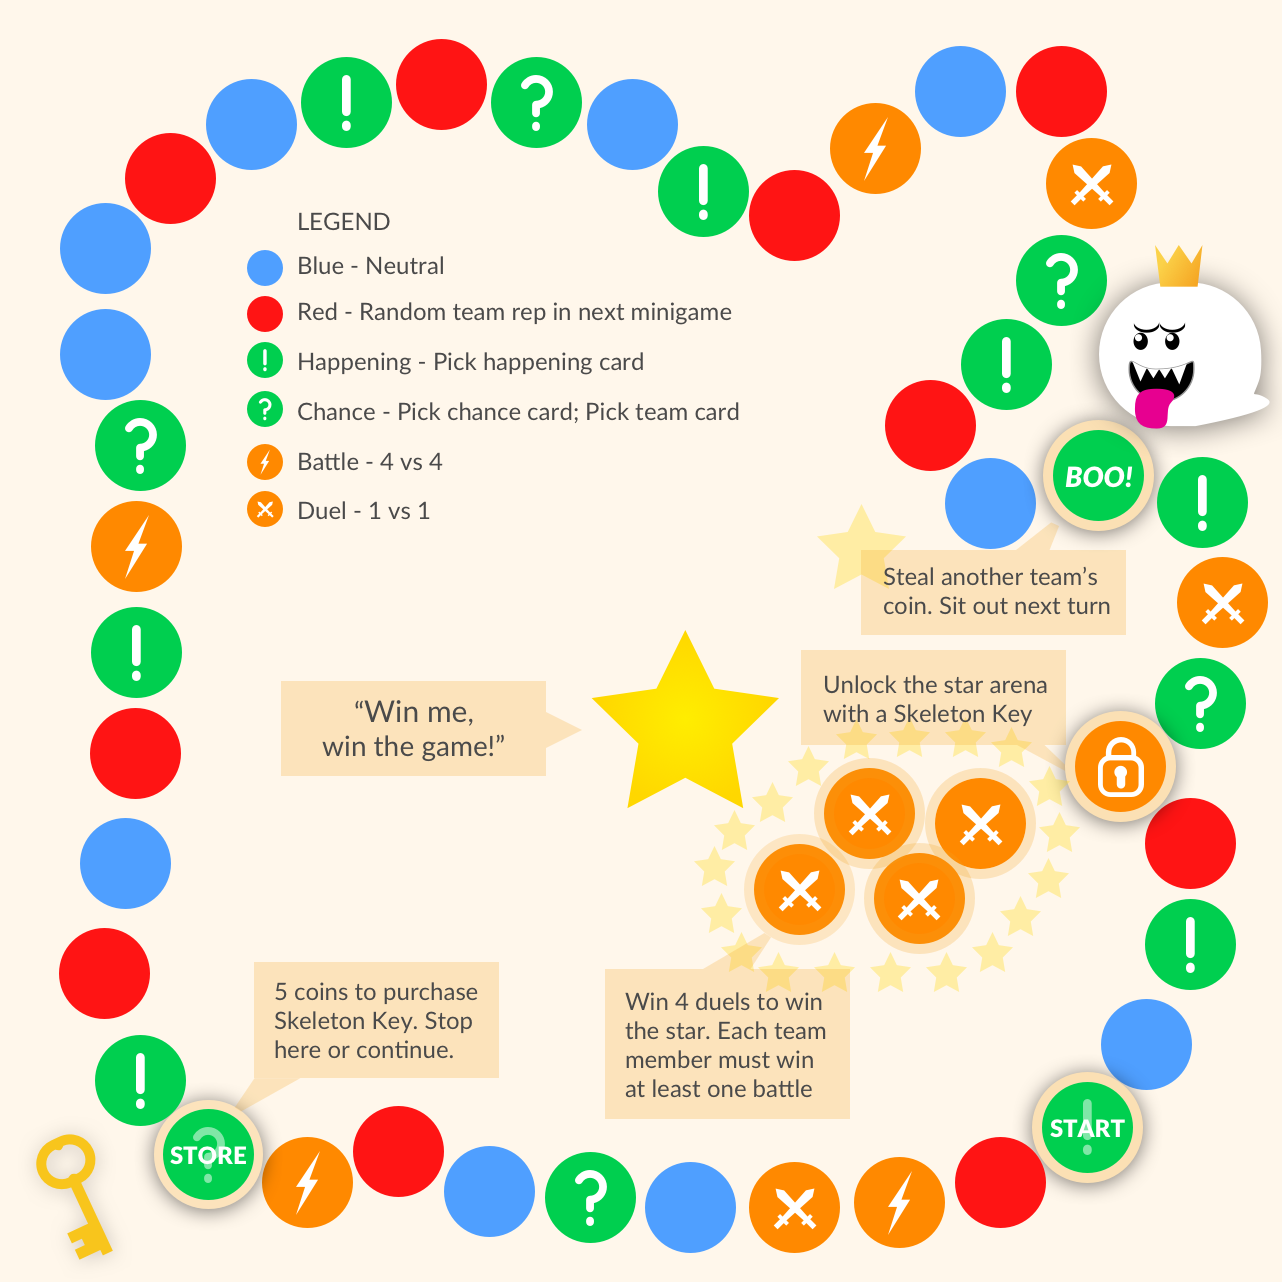 LEGEND
Blue - Neutral
Red - Random team rep in next minigame
! Happening - Pick happening card
? Chance - Pick chance card; Pick team card
Battle - 4 vs 4
Duel - 1 vs 1
BOO!
Steal another team’s
coin. Sit out next turn
Unlock the star arena
with a Skeleton Key
“Win me,
win the game!”
5 coins to purchase
Skeleton Key. Stop
here or continue.
Win 4 duels to win
the star. Each team
member must win
at least one battle
STORE
START